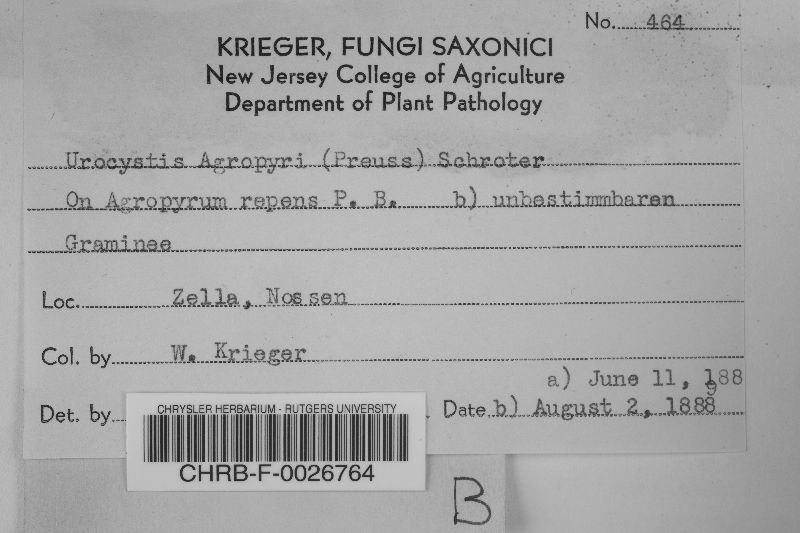 No. 464
KRIEGER, FUNGI SAXONICI
New Jersey College of Agriculture
Department of Plant Pathology
Urocystis Agropyri (Preuss) Schroter
On Agropyrum repens P. B. b) unbestimmbaren
Graminee
Loc. Zella, Nossen
Col. by W. Krieger
a) June 11, 188
Det. by Date b) August 2, 1888
CHRYSLER HERBARIUM - RUTGERS UNIVERSITY
CHRB-F-0026764
B